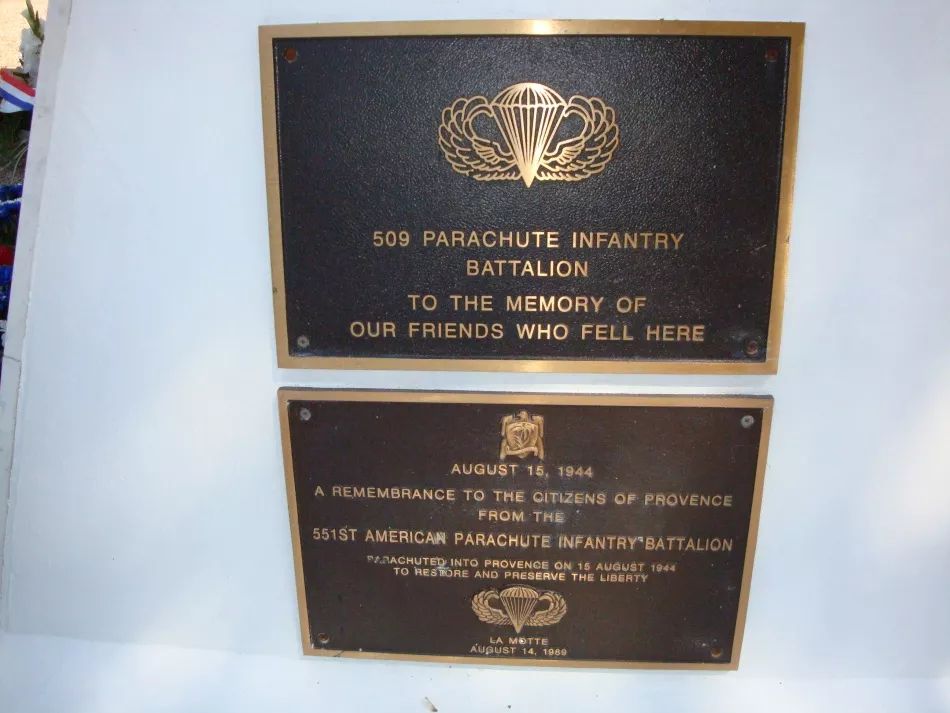 509 PARACHUTE INFANTRY
BATTALION
TO THE MEMORY OF
OUR FRIENDS WHO FELL HERE
AUGUST 15, 1944
A REMEMBRANCE TO THE CITIZENS OF PROVENCE
FROM THE
551ST AMERICAN PARACHUTE INFANTRY BATTALION
PARACHUTED INTO PROVENCE ON 15 AUGUST 1944
TO RESTORE AND PRESERVE THE LIBERTY
LA MOTTE
AUGUST 14, 1989